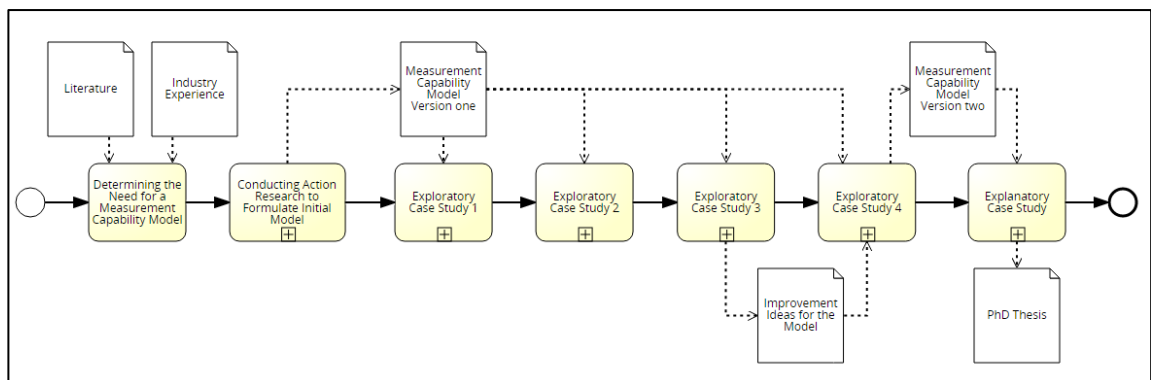 Literature
Industry
Experience
Measurement
Capability
Model
Version one
Measurement
Capability
Model
Version two
Determining the
Need for a
Measurement
Capability Model
Conducting Action
Research to
Formulate Initial
Model
Exploratory
Case Study 1
Exploratory
Case Study 2
Exploratory
Case Study 3
Exploratory
Case Study 4
Explanatory
Case Study
Improvement
Ideas for the
Model
PhD Thesis